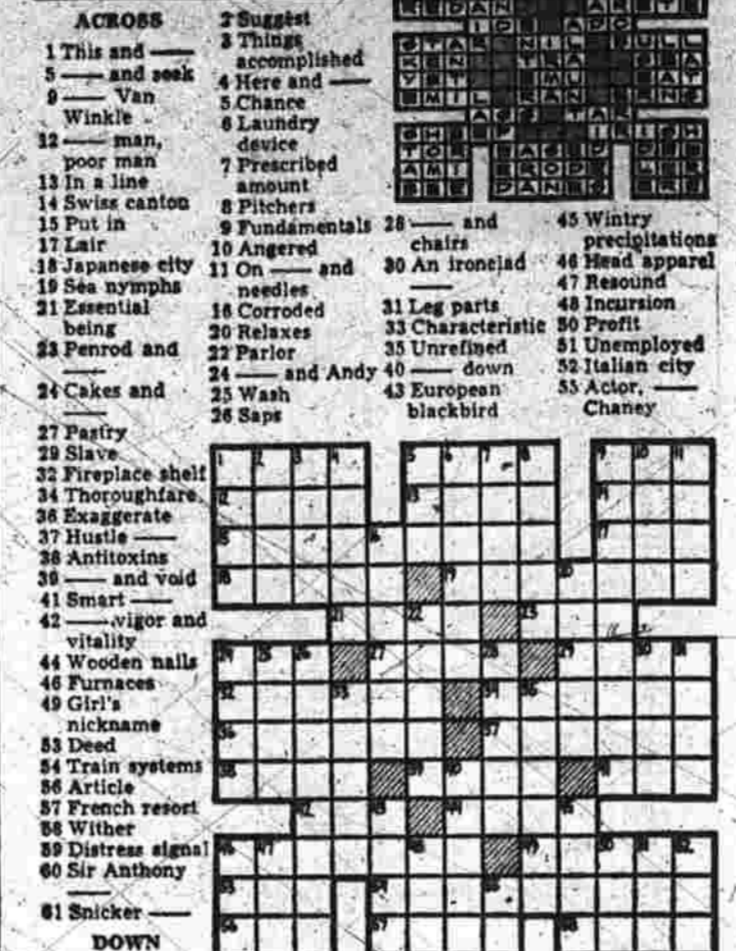 ACROSS
1 This and ——
5 —— and seek
9 —— Van
Winkle
12 —— man,
poor man
13 In a line
14 Swiss canton
15 Put in
17 Lair
18 Japanese city
19 Sea nymphs
21 Essential
being
23 Penrod and
——
24 Cakes and
——
27 Pastry
29 Slave
32 Fireplace shelf
34 Thoroughfare
36 Exaggerate
37 Hustle ——
38 Antitoxins
39 —— and void
41 Smart ——
42 ——, vigor and
vitality
44 Wooden nails
46 Furnaces
49 Girl's
nickname
53 Deed
54 Train systems
56 Article
57 French resort
58 Wither
59 Distress signal
60 Sir Anthony
——
61 Snicker ——
DOWN
2 Suggest
3 Things
accomplished
4 Here and ——
5 Chance
6 Laundry
device
7 Prescribed
amount
8 Pitchers
9 Fundamentals
10 Angered
11 On —— and
needles
16 Corroded
20 Relaxes
22 Parlor
24 —— and Andy
25 Wash
26 Saps
28 —— and
chairs
30 An ironclad
——
31 Leg parts
33 Characteristic
35 Unrefined
40 —— down
43 European
blackbird
45 Wintry
precipitations
46 Head apparel
47 Resound
48 Incursion
50 Profit
51 Unemployed
52 Italian city
55 Actor, ——
Chaney